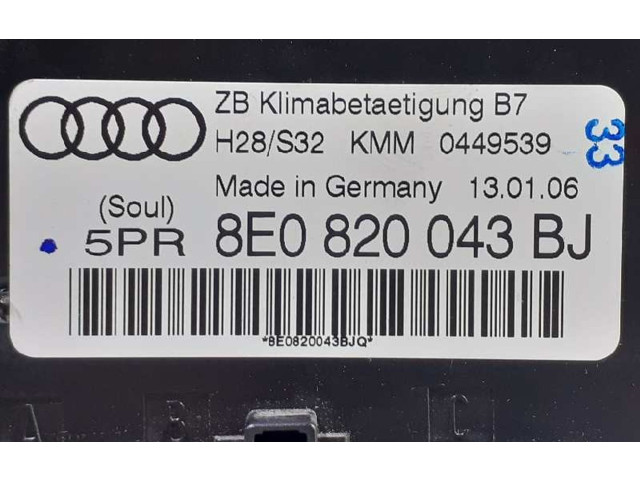 ZB Klimabetaetigung B7
H28/S32 KMM 0449539
33
Made in Germany 13.01.06
(Soul)
5PR 8E0 820 043 BJ
*8E0820043BJQ*
A B C